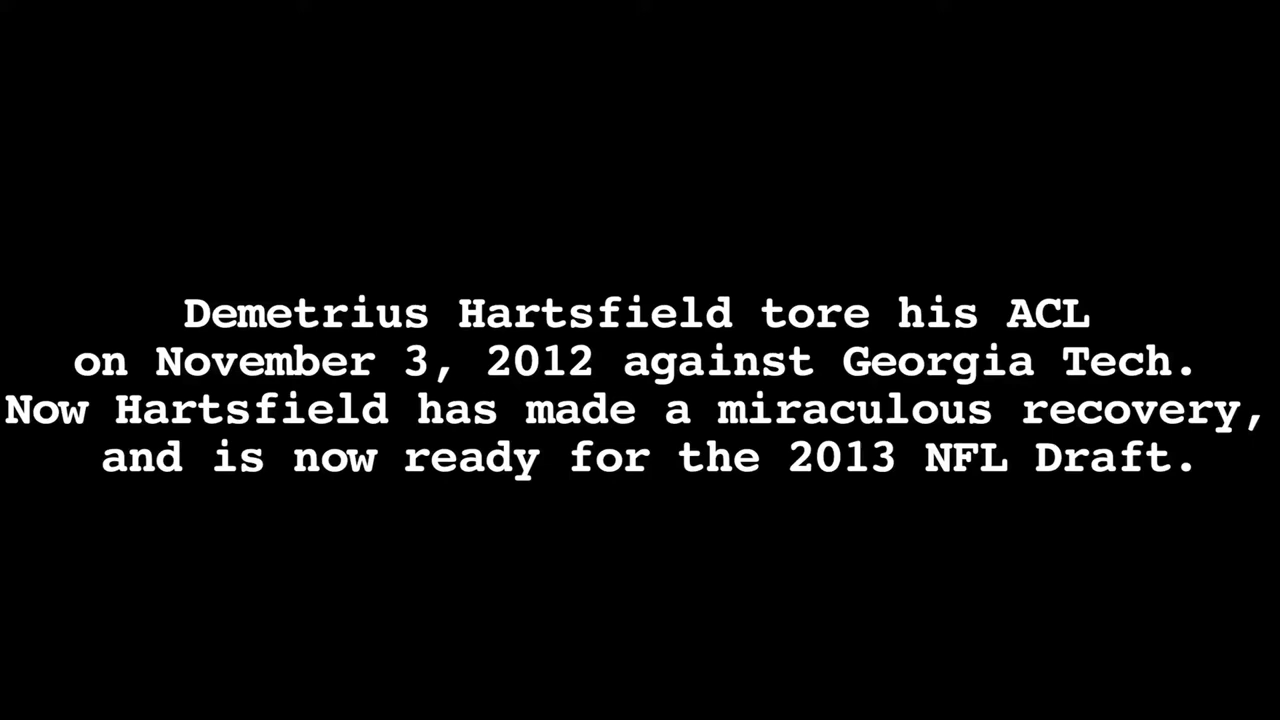 Demetrius Hartsfield tore his ACL
on November 3, 2012 against Georgia Tech.
Now Hartsfield has made a miraculous recovery,
and is now ready for the 2013 NFL Draft.